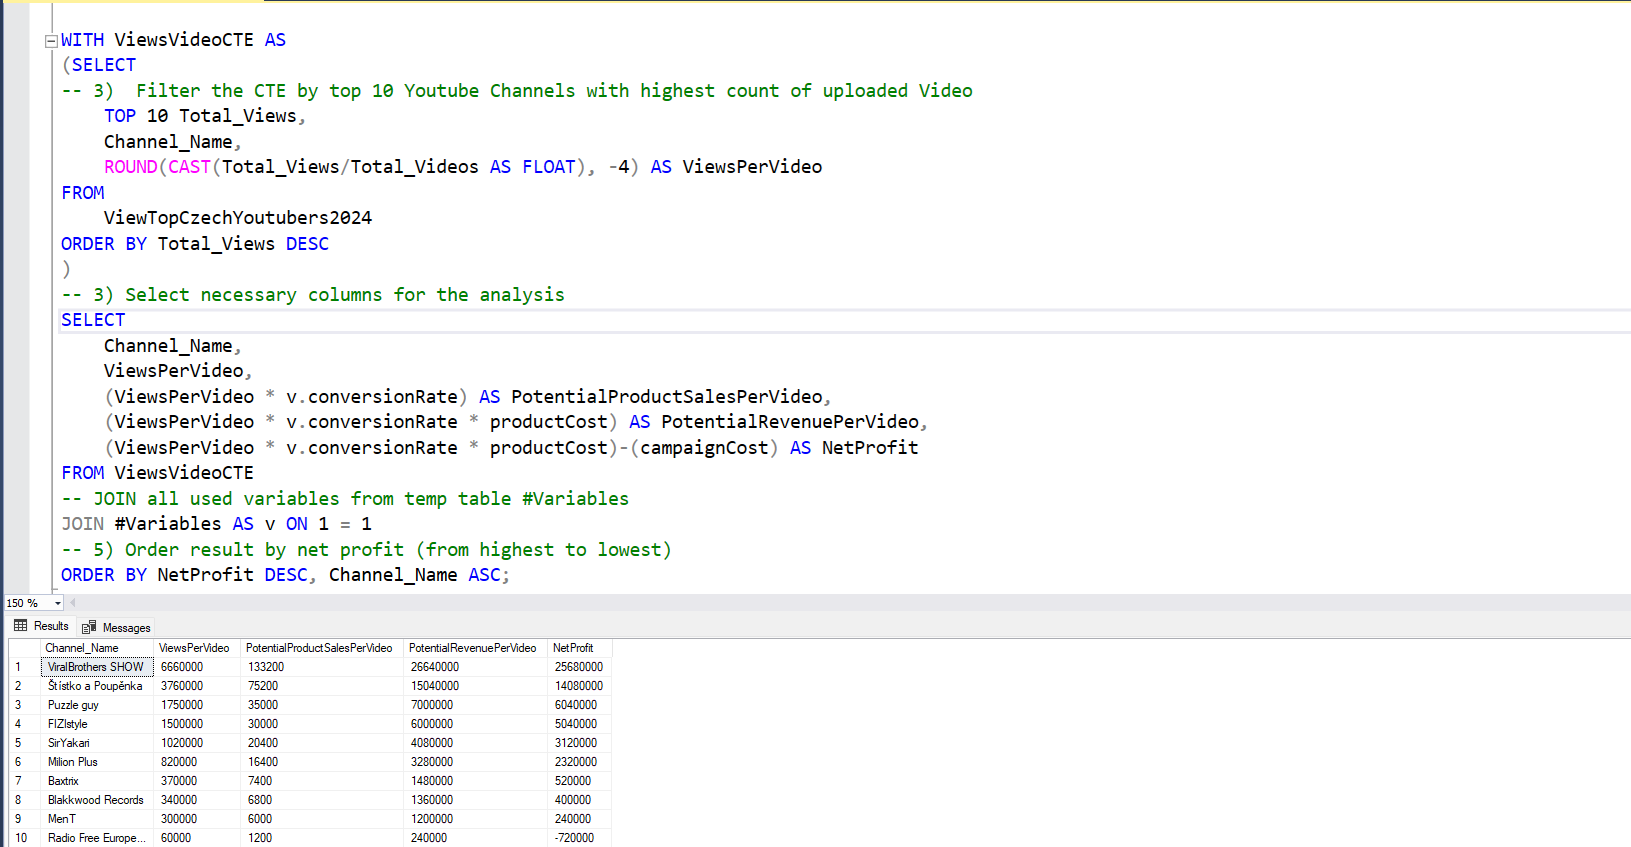 WITH ViewsVideoCTE AS
(SELECT
-- 3)  Filter the CTE by top 10 Youtube Channels with highest count of uploaded Video
TOP 10 Total_Views,
Channel_Name,
ROUND(CAST(Total_Views/Total_Videos AS FLOAT), -4) AS ViewsPerVideo
FROM
ViewTopCzechYoutubers2024
ORDER BY Total_Views DESC
)
-- 3) Select necessary columns for the analysis
SELECT
Channel_Name,
ViewsPerVideo,
(ViewsPerVideo * v.conversionRate) AS PotentialProductSalesPerVideo,
(ViewsPerVideo * v.conversionRate * productCost) AS PotentialRevenuePerVideo,
(ViewsPerVideo * v.conversionRate * productCost)-(campaignCost) AS NetProfit
FROM ViewsVideoCTE
-- JOIN all used variables from temp table #Variables
JOIN #Variables AS v ON 1 = 1
-- 5) Order result by net profit (from highest to lowest)
ORDER BY NetProfit DESC, Channel_Name ASC;
150 %
Results Messages
Channel_Name ViewsPerVideo PotentialProductSalesPerVideo PotentialRevenuePerVideo NetProfit
1 ViralBrothers SHOW 6660000 133200 26640000 25680000
2 Štístko a Poupěnka 3760000 75200 15040000 14080000
3 Puzzle guy 1750000 35000 7000000 6040000
4 FIZIstyle 1500000 30000 6000000 5040000
5 SirYakari 1020000 20400 4080000 3120000
6 Milion Plus 820000 16400 3280000 2320000
7 Baxtrix 370000 7400 1480000 520000
8 Blakkwood Records 340000 6800 1360000 400000
9 MenT 300000 6000 1200000 240000
10 Radio Free Europe... 60000 1200 240000 -720000